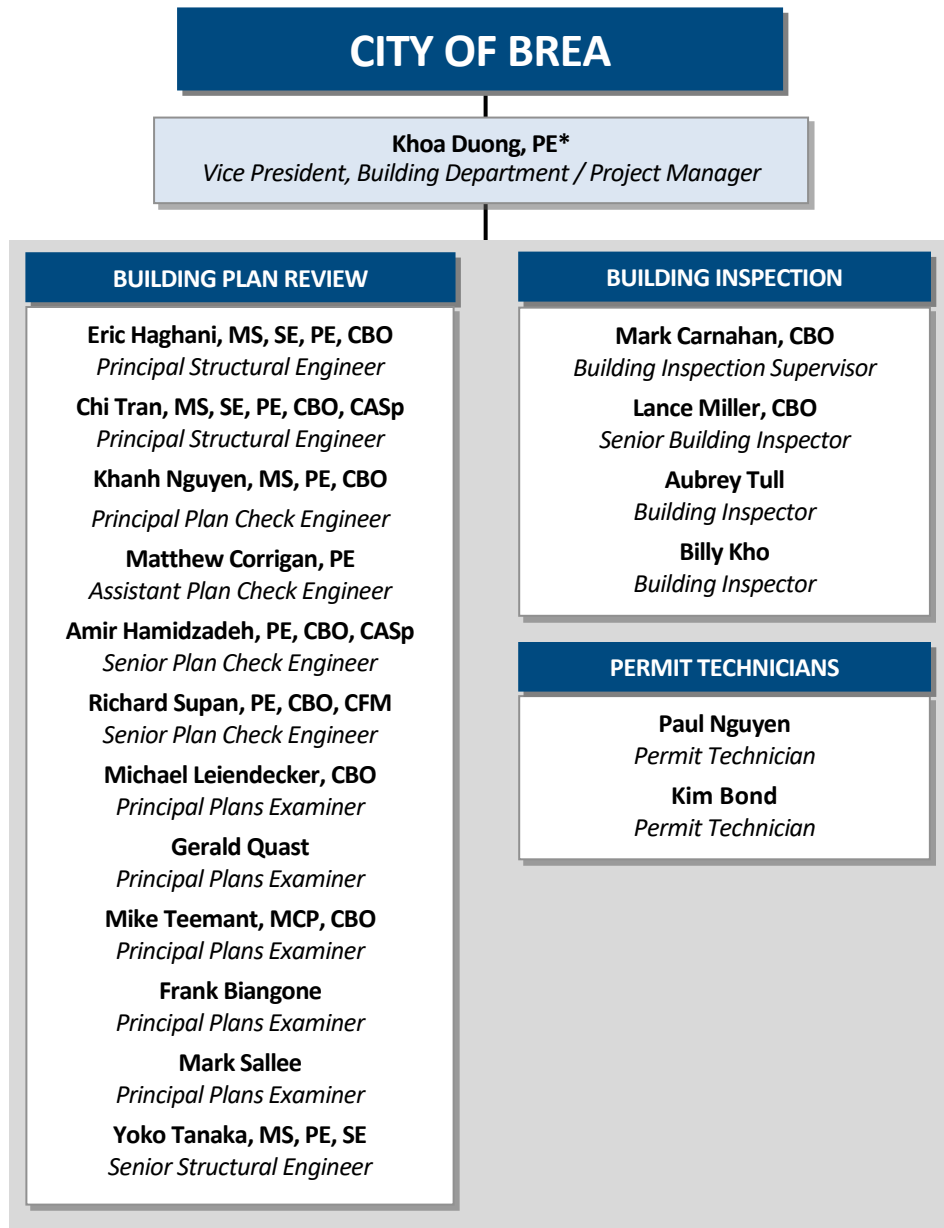 CITY OF BREA
Khoa Duong, PE*
Vice President, Building Department / Project Manager
BUILDING PLAN REVIEW
Eric Haghani, MS, SE, PE, CBO
Principal Structural Engineer
Chi Tran, MS, SE, PE, CBO, CASp
Principal Structural Engineer
Khanh Nguyen, MS, PE, CBO
Principal Plan Check Engineer
Matthew Corrigan, PE
Assistant Plan Check Engineer
Amir Hamidzadeh, PE, CBO, CASp
Senior Plan Check Engineer
Richard Supan, PE, CBO, CFM
Senior Plan Check Engineer
Michael Leiendecker, CBO
Principal Plans Examiner
Gerald Quast
Principal Plans Examiner
Mike Teemant, MCP, CBO
Principal Plans Examiner
Frank Biangone
Principal Plans Examiner
Mark Sallee
Principal Plans Examiner
Yoko Tanaka, MS, PE, SE
Senior Structural Engineer
BUILDING INSPECTION
Mark Carnahan, CBO
Building Inspection Supervisor
Lance Miller, CBO
Senior Building Inspector
Aubrey Tull
Building Inspector
Billy Kho
Building Inspector
PERMIT TECHNICIANS
Paul Nguyen
Permit Technician
Kim Bond
Permit Technician